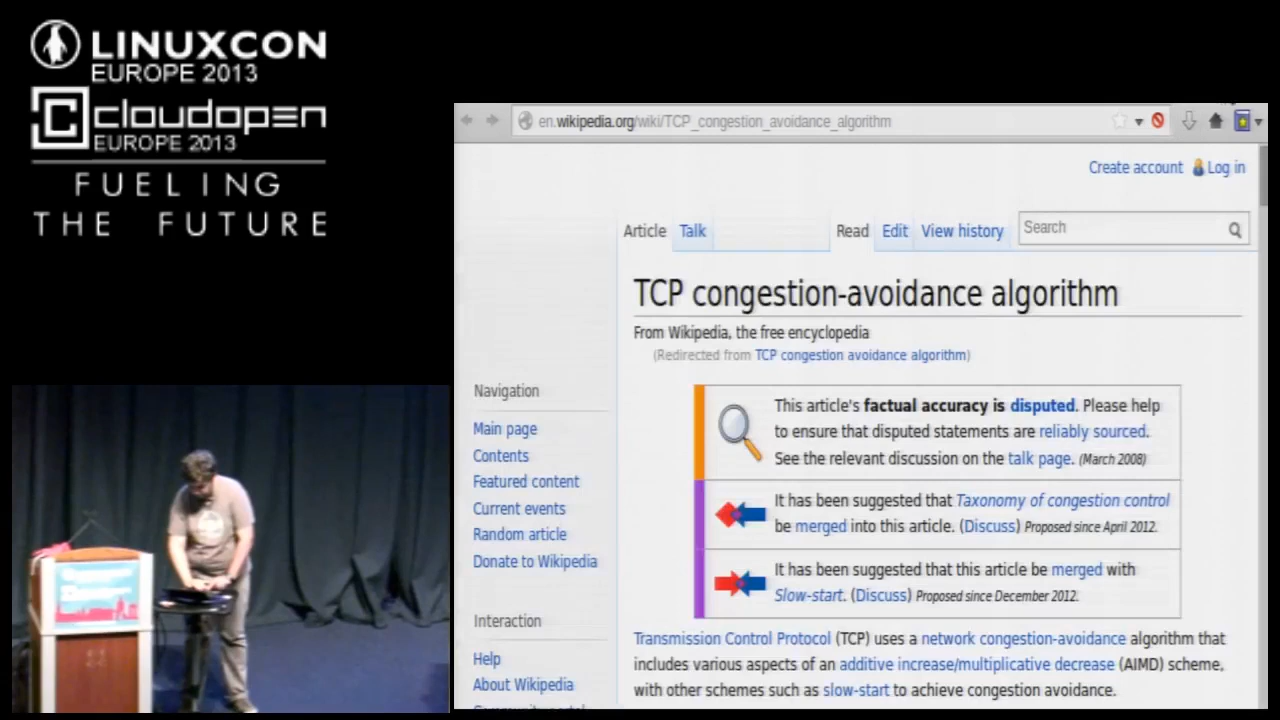 LINUXCON
EUROPE 2013
cloudopen
EUROPE 2013
FUELING
THE FUTURE
en.wikipedia.org/wiki/TCP_congestion_avoidance_algorithm
Create account Log in
Article Talk Read Edit View history Search
TCP congestion-avoidance algorithm
From Wikipedia, the free encyclopedia
(Redirected from TCP congestion avoidance algorithm)
This article's factual accuracy is disputed. Please help
to ensure that disputed statements are reliably sourced.
See the relevant discussion on the talk page. (March 2008)
It has been suggested that Taxonomy of congestion control
be merged into this article. (Discuss) Proposed since April 2012.
It has been suggested that this article be merged with
Slow-start. (Discuss) Proposed since December 2012.
Transmission Control Protocol (TCP) uses a network congestion-avoidance algorithm that
includes various aspects of an additive increase/multiplicative decrease (AIMD) scheme,
with other schemes such as slow-start to achieve congestion avoidance.
Navigation
Main page
Contents
Featured content
Current events
Random article
Donate to Wikipedia
Interaction
Help
About Wikipedia